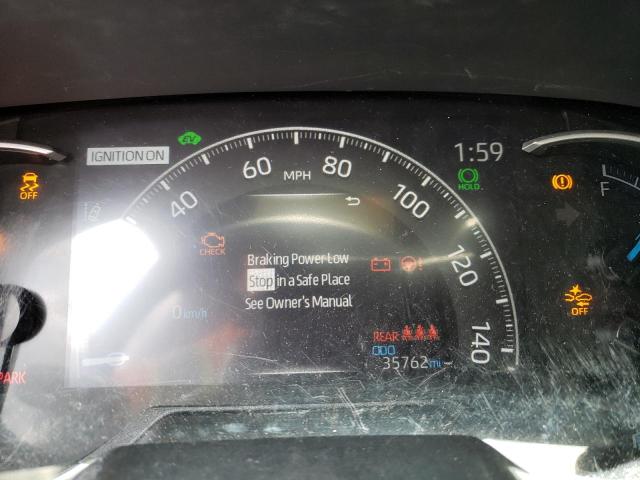 IGNITION ON
EV
60
80
MPH
1:59
HOLD
F
OFF
40
100
CHECK
Braking Power Low
Stop in a Safe Place
See Owner's Manual
120
OFF
0 km/h
REAR
140
35762 mi
PARK